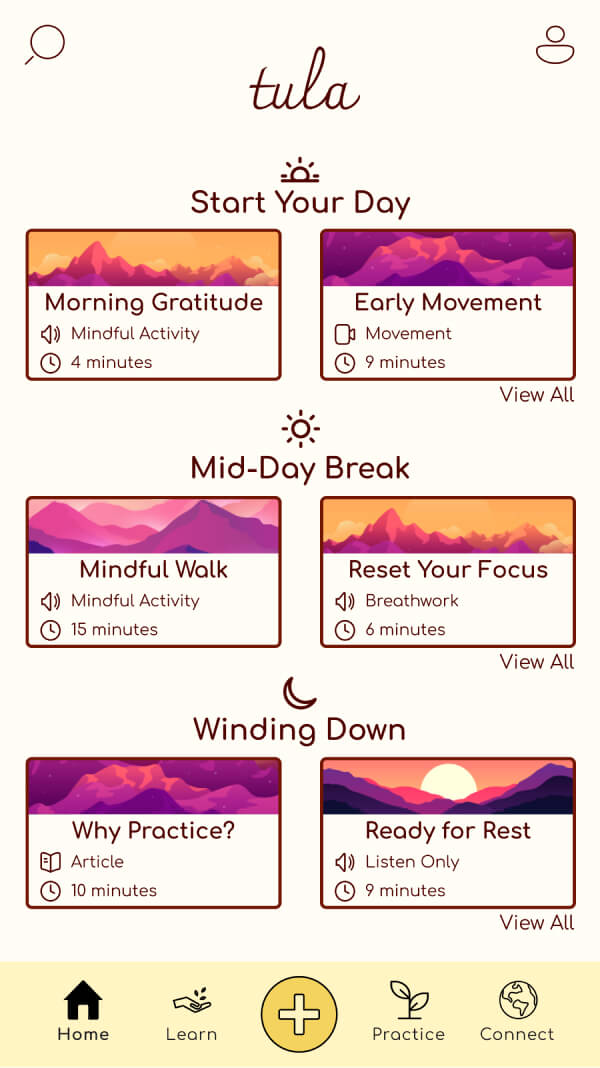 tula
Start Your Day
Morning Gratitude
Mindful Activity
4 minutes
Early Movement
Movement
9 minutes
View All
Mid-Day Break
Mindful Walk
Mindful Activity
15 minutes
Reset Your Focus
Breathwork
6 minutes
View All
Winding Down
Why Practice?
Article
10 minutes
Ready for Rest
Listen Only
9 minutes
View All
Home
Learn
Practice
Connect